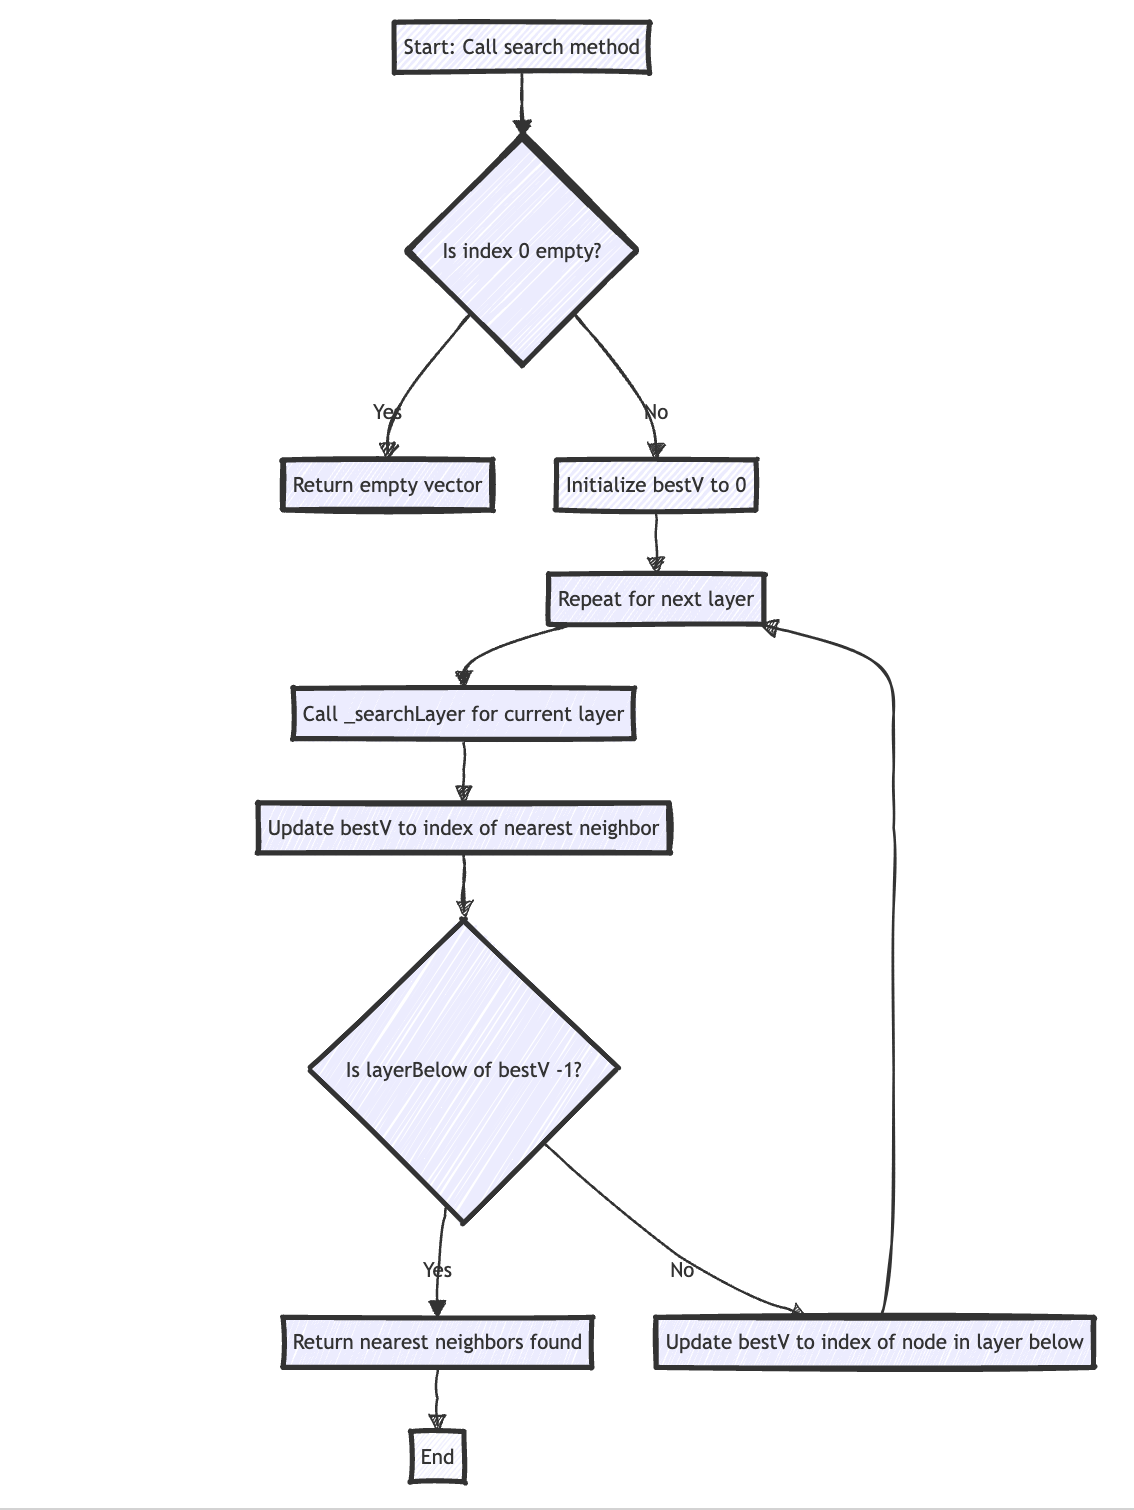 Start: Call search method
Is index 0 empty?
Yes
No
Return empty vector
Initialize bestV to 0
Repeat for next layer
Call _searchLayer for current layer
Update bestV to index of nearest neighbor
Is layerBelow of bestV -1?
Yes
No
Return nearest neighbors found
Update bestV to index of node in layer below
End